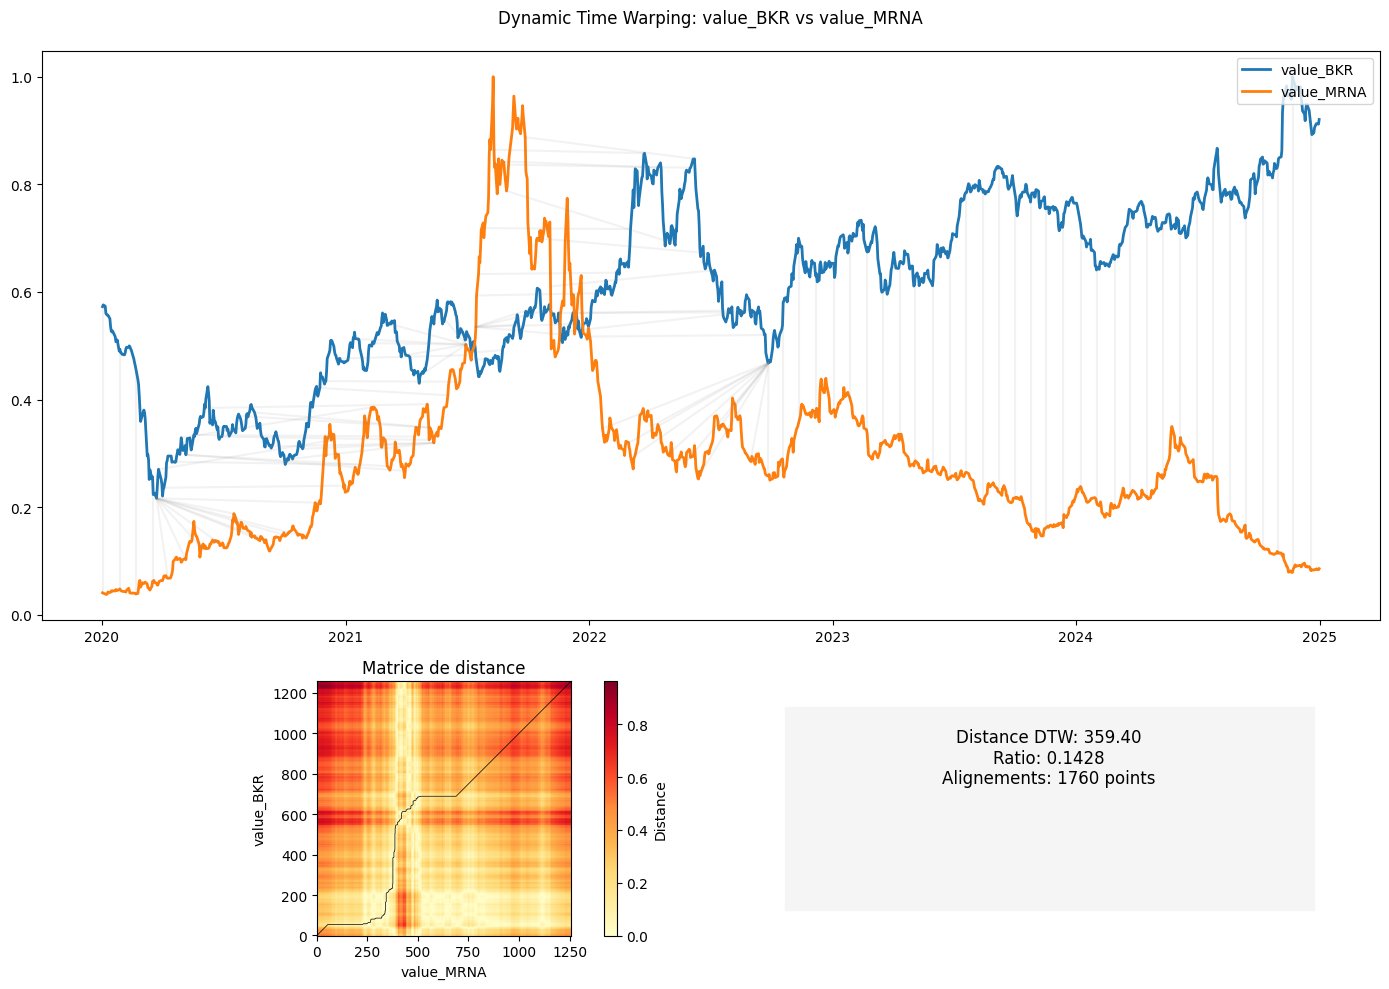 Dynamic Time Warping: value_BKR vs value_MRNA
value_BKR
value_MRNA
1.0
0.8
0.6
0.4
0.2
0.0
2020 2021 2022 2023 2024 2025
Matrice de distance
value_BKR
1200
1000
800
600
400
200
0
0 250 500 750 1000 1250
value_MRNA
0.8
0.6
0.4
0.2
0.0
Distance
Distance DTW: 359.40
Ratio: 0.1428
Alignements: 1760 points